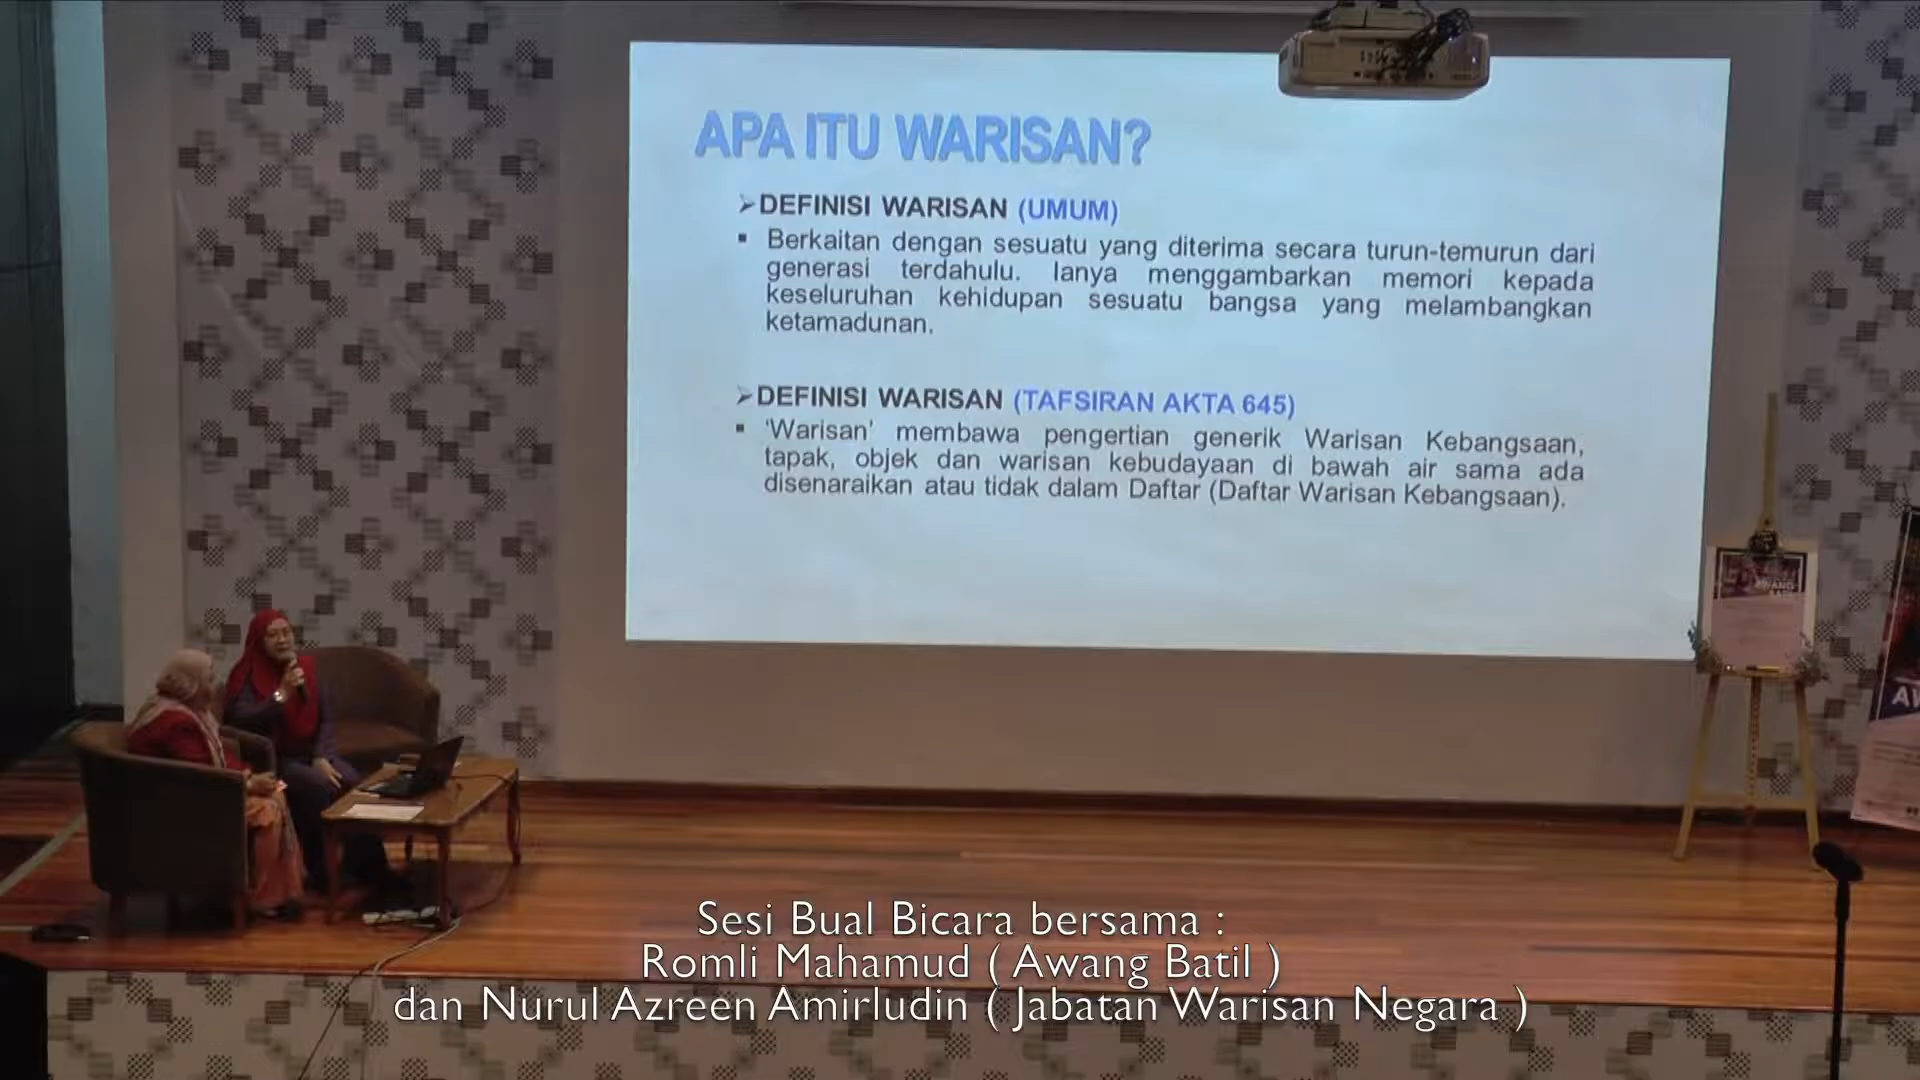 APA ITU WARISAN?
➢DEFINISI WARISAN (UMUM)
▪ Berkaitan dengan sesuatu yang diterima secara turun-temurun dari
generasi terdahulu. Ianya menggambarkan memori kepada
keseluruhan kehidupan sesuatu bangsa yang melambangkan
ketamadunan.
➢DEFINISI WARISAN (TAFSIRAN AKTA 645)
▪ ‘Warisan’ membawa pengertian generik Warisan Kebangsaan,
tapak, objek dan warisan kebudayaan di bawah air sama ada
disenaraikan atau tidak dalam Daftar (Daftar Warisan Kebangsaan).
AWANG
Sesi Bual Bicara bersama :
Romli Mahamud ( Awang Batil )
dan Nurul Azreen Amirludin ( Jabatan Warisan Negara )